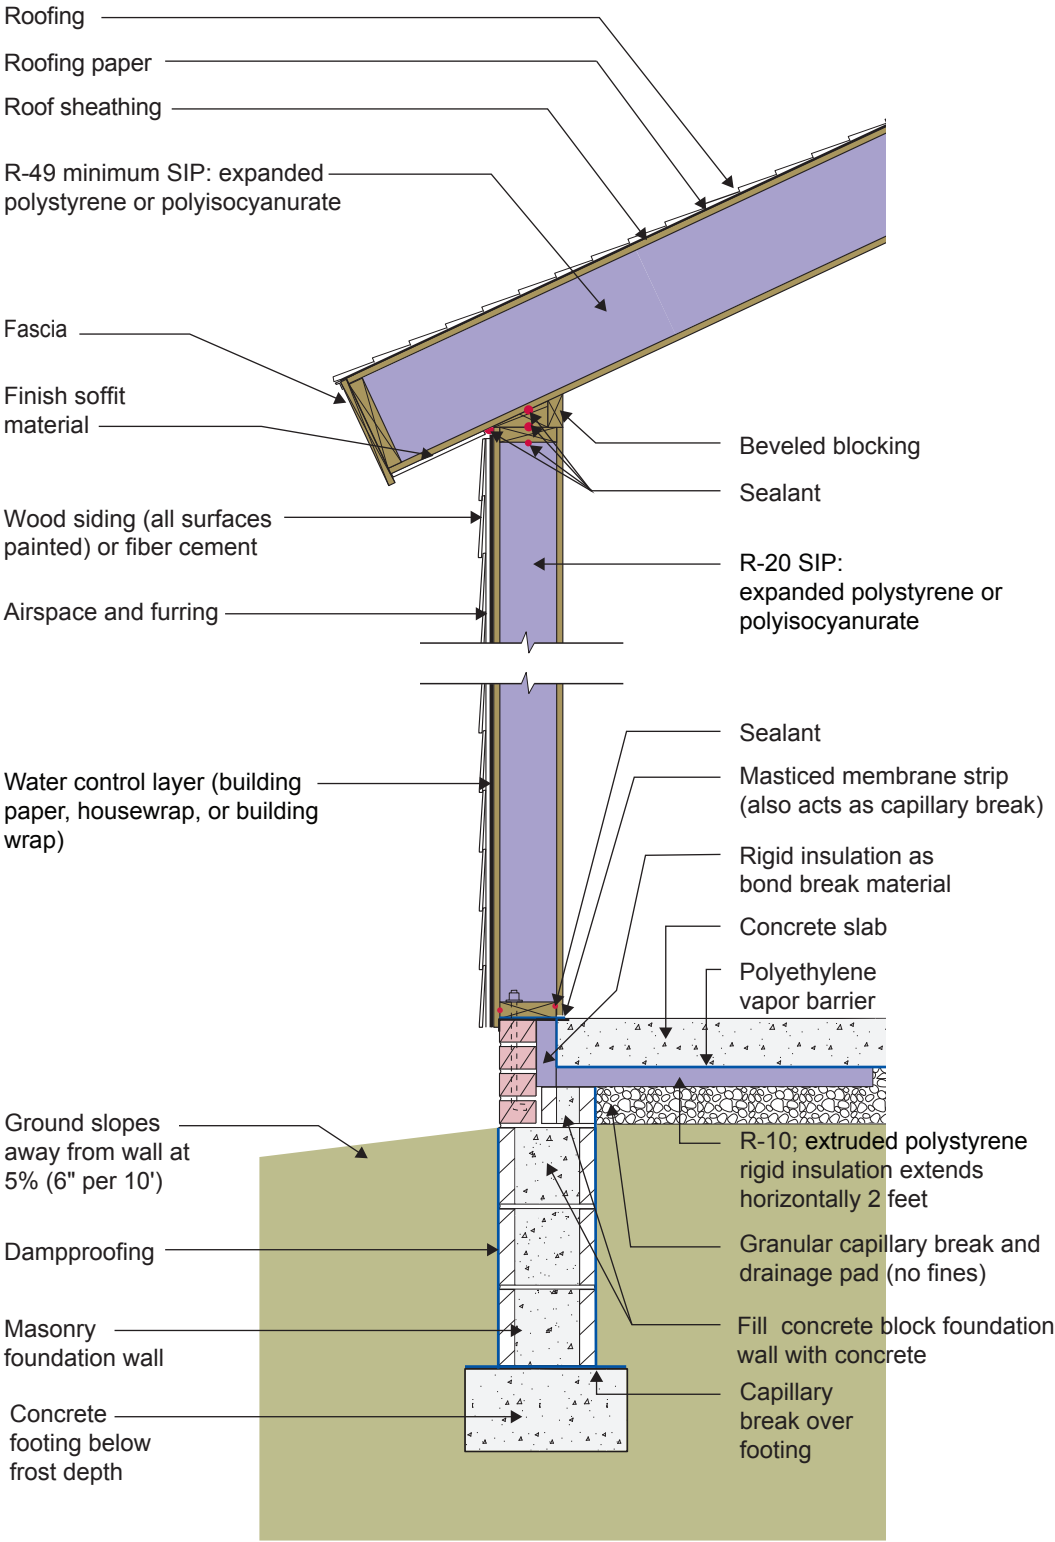 Roofing
Roofing paper
Roof sheathing
R-49 minimum SIP: expanded
polystyrene or polyisocyanurate
Fascia
Finish soffit
material
Wood siding (all surfaces
painted) or fiber cement
Airspace and furring
Water control layer (building
paper, housewrap, or building
wrap)
Ground slopes
away from wall at
5% (6" per 10')
Dampproofing
Masonry
foundation wall
Concrete
footing below
frost depth
Beveled blocking
Sealant
R-20 SIP:
expanded polystyrene or
polyisocyanurate
Sealant
Masticed membrane strip
(also acts as capillary break)
Rigid insulation as
bond break material
Concrete slab
Polyethylene
vapor barrier
R-10; extruded polystyrene
rigid insulation extends
horizontally 2 feet
Granular capillary break and
drainage pad (no fines)
Fill concrete block foundation
wall with concrete
Capillary
break over
footing